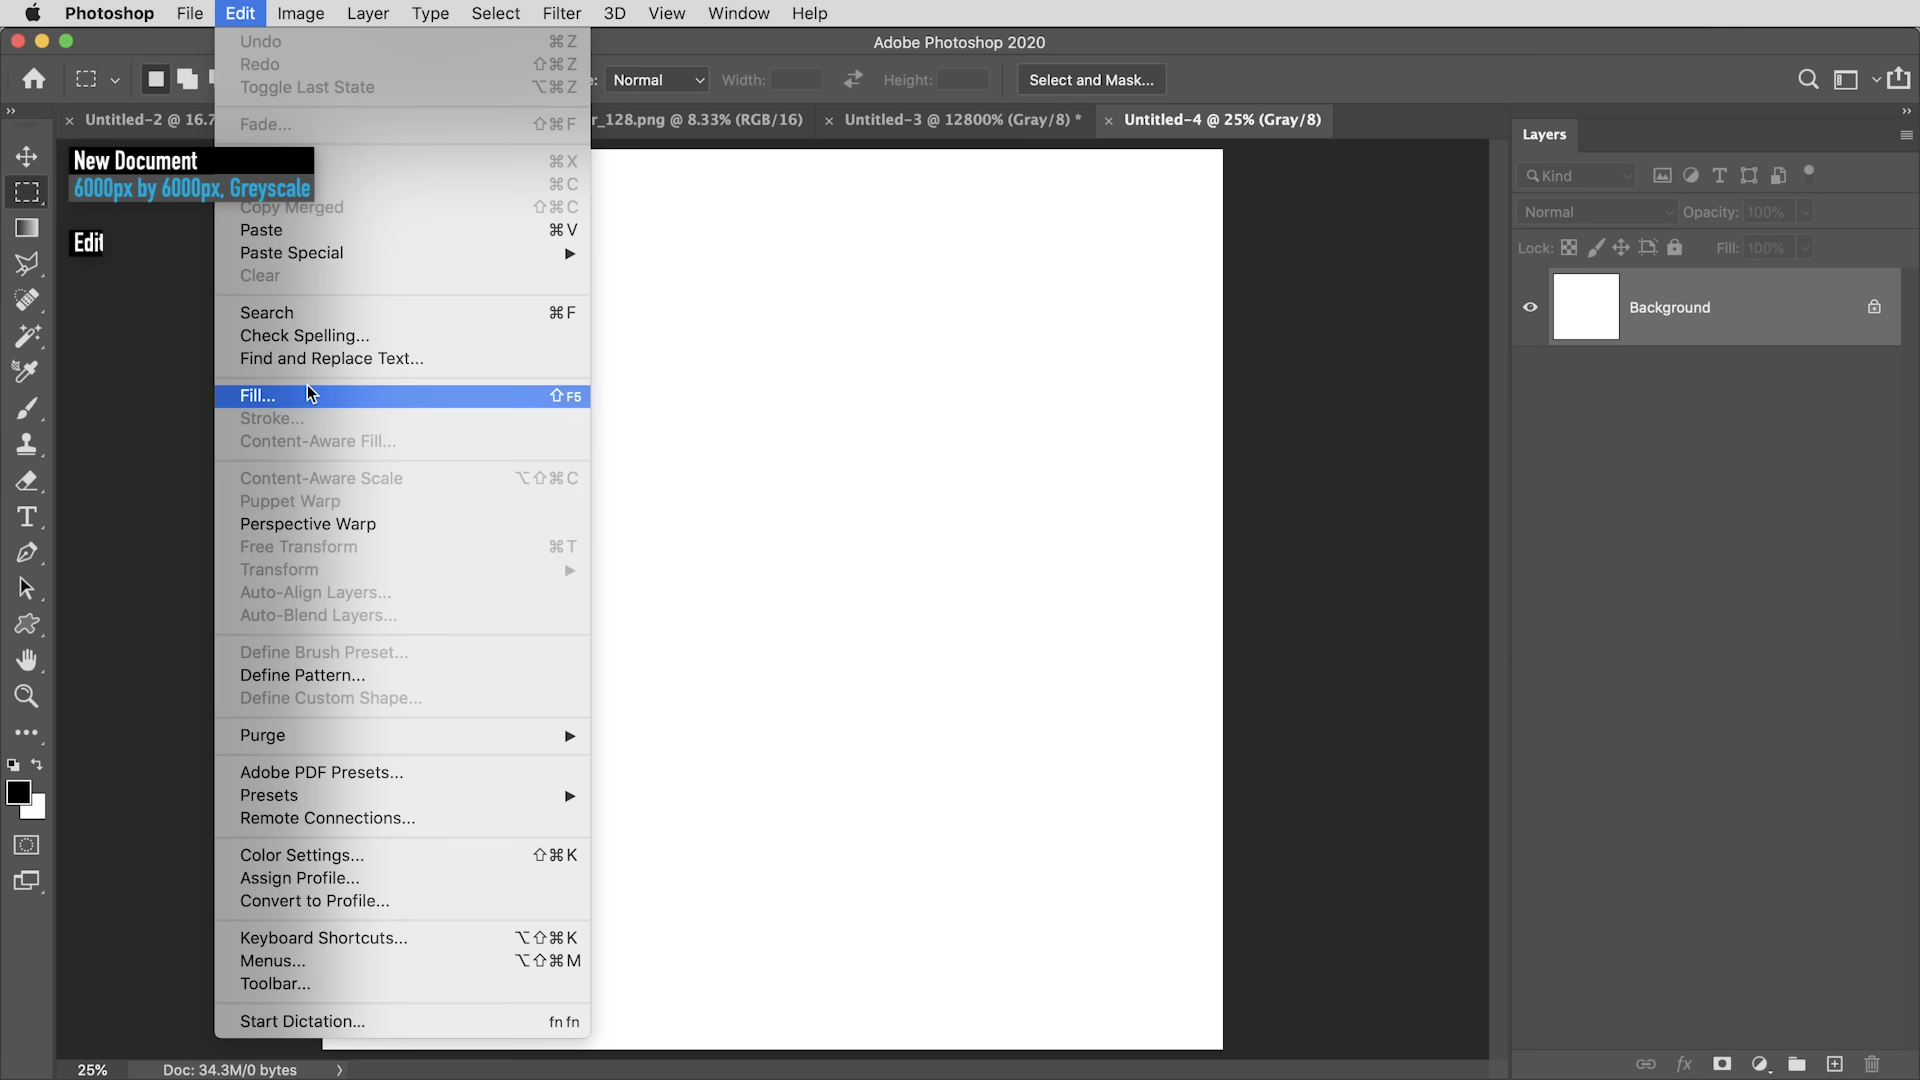 Photoshop File Edit Image Layer Type Select Filter 3D View Window Help
Adobe Photoshop 2020
Normal Width: Height: Select and Mask...
Untitled-2 @ 16.7 r_128.png @ 8.33% (RGB/16) Untitled-3 @ 12800% (Gray/8) * Untitled-4 @ 25% (Gray/8)
New Document
6000px by 6000px, Greyscale
Edit
Undo ⌘Z
Redo ⇧⌘Z
Toggle Last State ⌥⌘Z
Fade... ⇧⌘F
⌘X
⌘C
Copy Merged ⇧⌘C
Paste ⌘V
Paste Special
Clear
Search ⌘F
Check Spelling...
Find and Replace Text...
Fill... ⇧F5
Stroke...
Content-Aware Fill...
Content-Aware Scale ⌥⇧⌘C
Puppet Warp
Perspective Warp
Free Transform ⌘T
Transform
Auto-Align Layers...
Auto-Blend Layers...
Define Brush Preset...
Define Pattern...
Define Custom Shape...
Purge
Adobe PDF Presets...
Presets
Remote Connections...
Color Settings... ⇧⌘K
Assign Profile...
Convert to Profile...
Keyboard Shortcuts... ⌥⇧⌘K
Menus... ⌥⇧⌘M
Toolbar...
Start Dictation... fn fn
Layers
Kind
Normal Opacity: 100%
Lock: Fill: 100%
Background
25% Doc: 34.3M/0 bytes